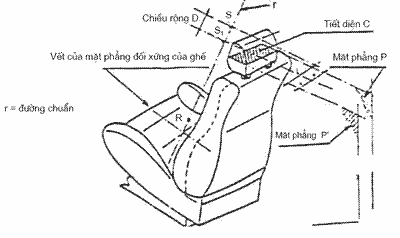 Chiều rộng D
S
r
S₁
Tiết diện C
Vết của mặt phẳng đối xứng của ghế
Mặt phẳng P
r = đường chuẩn
R
Mặt phẳng P'